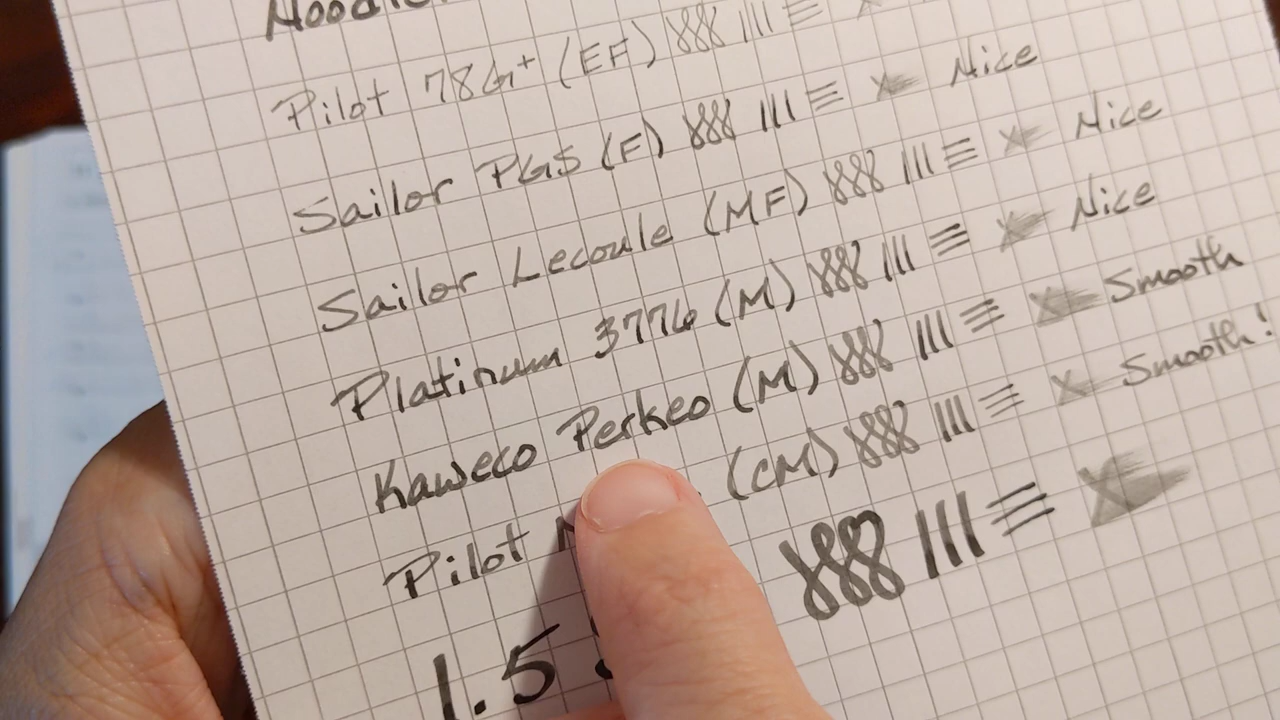 Pilot 78G+ (EF)
Sailor PGS (F) Nice
Sailor Lecoule (MF) Nice
Platinum 3776 (M) Nice
Kaweco Perkeo (M) Smooth
Pilot (CM) Smooth!
1.5